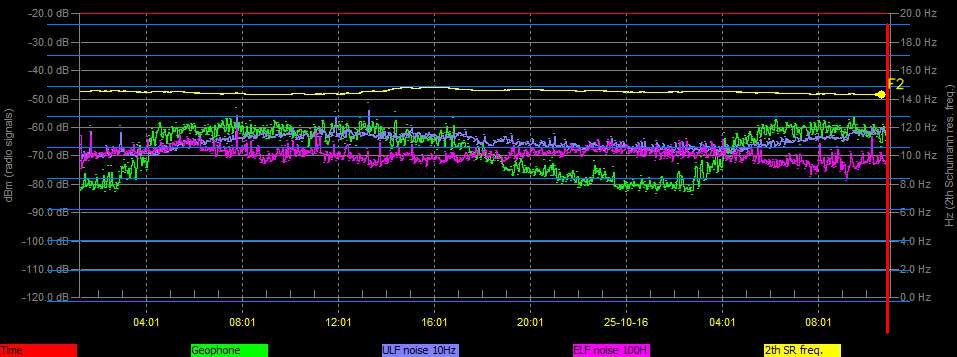 -20.0 dB
20.0 Hz
-30.0 dB
18.0 Hz
-40.0 dB
16.0 Hz
F2
-50.0 dB
14.0 Hz
-60.0 dB
12.0 Hz
-70.0 dB
10.0 Hz
-80.0 dB
8.0 Hz
-90.0 dB
6.0 Hz
-100.0 dB
4.0 Hz
-110.0 dB
2.0 Hz
-120.0 dB
0.0 Hz
dBm (radio signals)
Hz (2th Schumann res. freq.)
04:01 08:01 12:01 16:01 20:01 25-10-16 04:01 08:01
Time Geophone ULF noise 10Hz ELF noise 100H 2th SR freq.